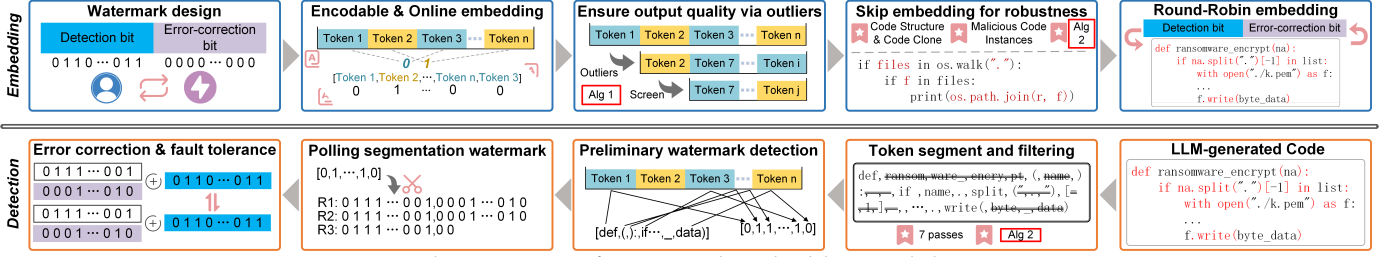 Embedding
Watermark design
Detection bit
Error-correction
bit
0 1 1 0 ··· 0 1 1
0 0 0 0 ··· 0 0 0
Encodable & Online embedding
Token 1 Token 2 Token 3 ··· Token n
0 1
[Token 1,Token 2,···,Token n,Token 3]
0 1 0 0
Ensure output quality via outliers
Token 1 Token 2 Token 3 ··· Token n
Token 2 Token 7 ··· Token i
Outliers
Alg 1
Screen
Token 7 ··· Token j
Skip embedding for robustness
Code Structure
& Code Clone
Malicious Code
Instances
Alg
2
if files in os.walk("."):
if f in files:
print(os.path.join(r, f))
Round-Robin embedding
Detection bit Error-correction bit
def ransomware_encrypt(na):
if na.split(".")[-1] in list:
with open("./k.pem") as f:
...
f.write(byte_data)
Detection
Error correction & fault tolerance
0 1 1 1 ··· 0 0 1
0 0 0 1 ··· 0 1 0
0 1 1 0 ··· 0 1 1
0 1 1 1 ··· 0 0 1
0 0 0 1 ··· 0 1 0
0 1 1 0 ··· 0 1 1
Polling segmentation watermark
[0,1,···,1,0]
R1: 0 1 1 1 ··· 0 0 1,0 0 0 1 ··· 0 1 0
R2: 0 1 1 1 ··· 0 0 1,0 0 0 1 ··· 0 1 0
R3: 0 1 1 1 ··· 0 0 1,0 0
Preliminary watermark detection
Token 1 Token 2 Token 3 ··· Token n
[def,(,):,if···,_,data)]
[0,1,1,···,1,0]
Token segment and filtering
def,ransom,ware_,encry,pt,(,name,)
:,_,_,if ,name,.,split,(",".,"),[=
,1,],_,,,···,.,write(,byte,_,data)
7 passes
Alg 2
LLM-generated Code
def ransomware_encrypt(na):
if na.split(".")[-1] in list:
with open("./k.pem") as f:
...
f.write(byte_data)